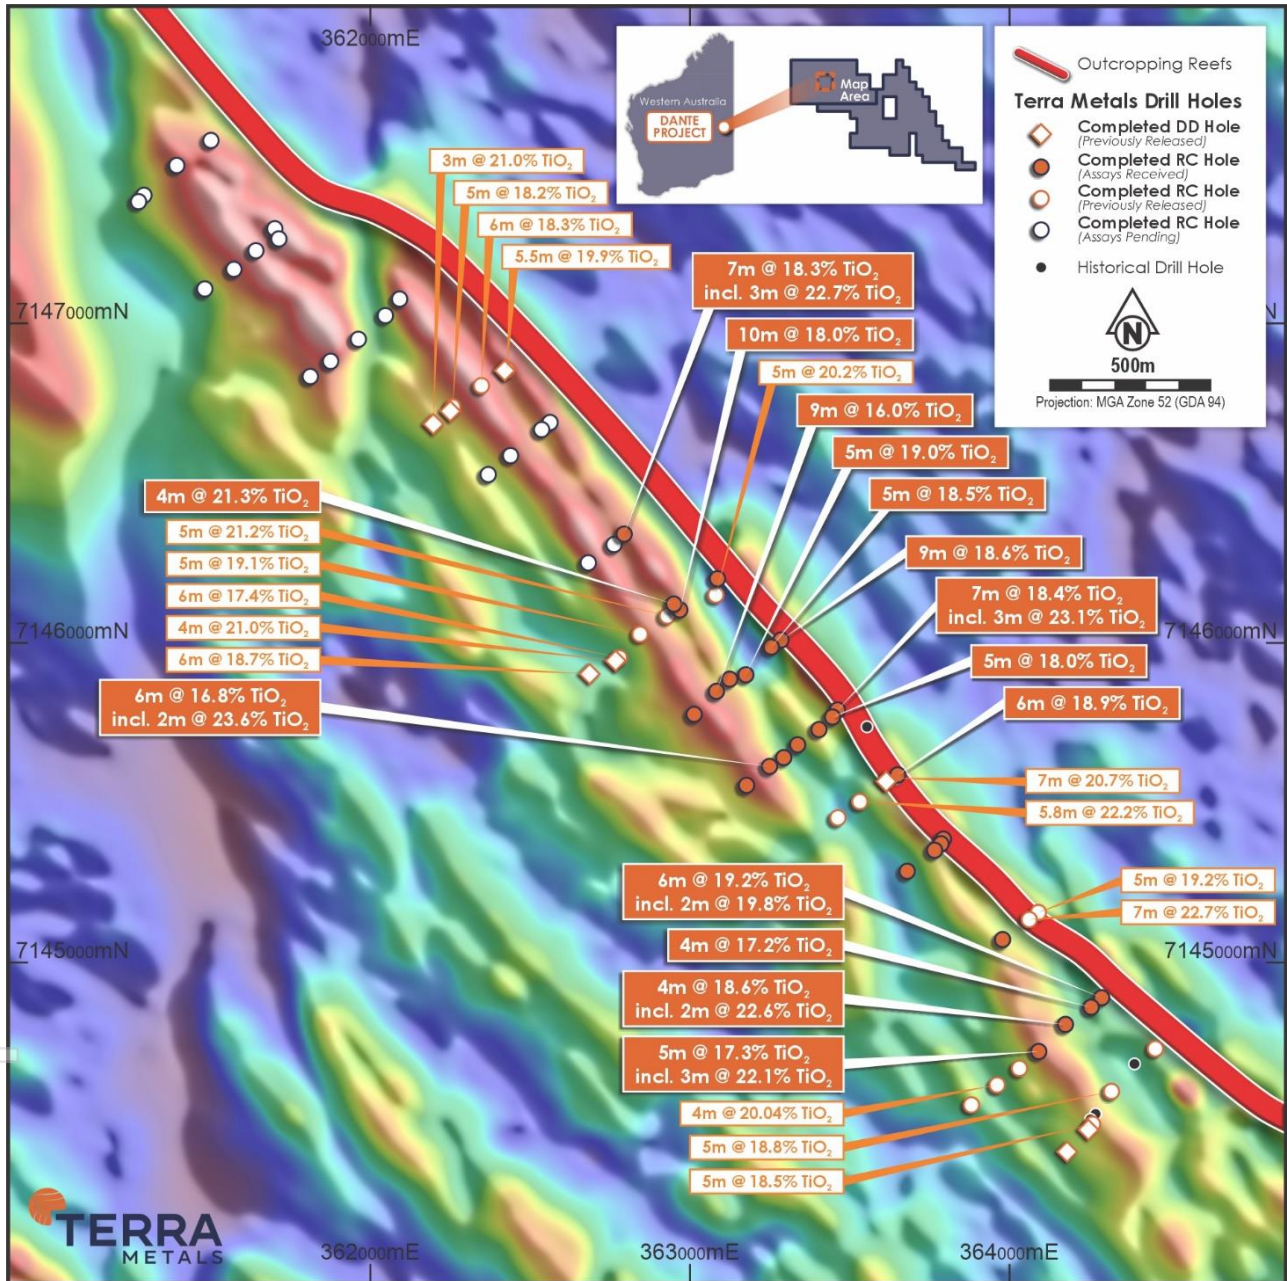 362000mE
Outcropping Reefs
Terra Metals Drill Holes
Completed DD Hole
(Previously Released)
Completed RC Hole
(Assays Received)
Completed RC Hole
(Previously Released)
Completed RC Hole
(Assays Pending)
Historical Drill Hole
N
500m
Projection: MGA Zone 52 (GDA 94)
Western Australia
DANTE
PROJECT
Map
Area
3m @ 21.0% TiO₂
5m @ 18.2% TiO₂
6m @ 18.3% TiO₂
5.5m @ 19.9% TiO₂
7m @ 18.3% TiO₂
incl. 3m @ 22.7% TiO₂
7147000mN
10m @ 18.0% TiO₂
5m @ 20.2% TiO₂
9m @ 16.0% TiO₂
5m @ 19.0% TiO₂
5m @ 18.5% TiO₂
9m @ 18.6% TiO₂
7m @ 18.4% TiO₂
incl. 3m @ 23.1% TiO₂
5m @ 18.0% TiO₂
6m @ 18.9% TiO₂
4m @ 21.3% TiO₂
5m @ 21.2% TiO₂
5m @ 19.1% TiO₂
6m @ 17.4% TiO₂
4m @ 21.0% TiO₂
6m @ 18.7% TiO₂
6m @ 16.8% TiO₂
incl. 2m @ 23.6% TiO₂
7146000mN
7146000mN
7m @ 20.7% TiO₂
5.8m @ 22.2% TiO₂
5m @ 19.2% TiO₂
7m @ 22.7% TiO₂
6m @ 19.2% TiO₂
incl. 2m @ 19.8% TiO₂
4m @ 17.2% TiO₂
4m @ 18.6% TiO₂
incl. 2m @ 22.6% TiO₂
5m @ 17.3% TiO₂
incl. 3m @ 22.1% TiO₂
4m @ 20.04% TiO₂
5m @ 18.8% TiO₂
5m @ 18.5% TiO₂
7145000mN
7145000mN
TERRA
METALS
362000mE
363000mE
364000mE